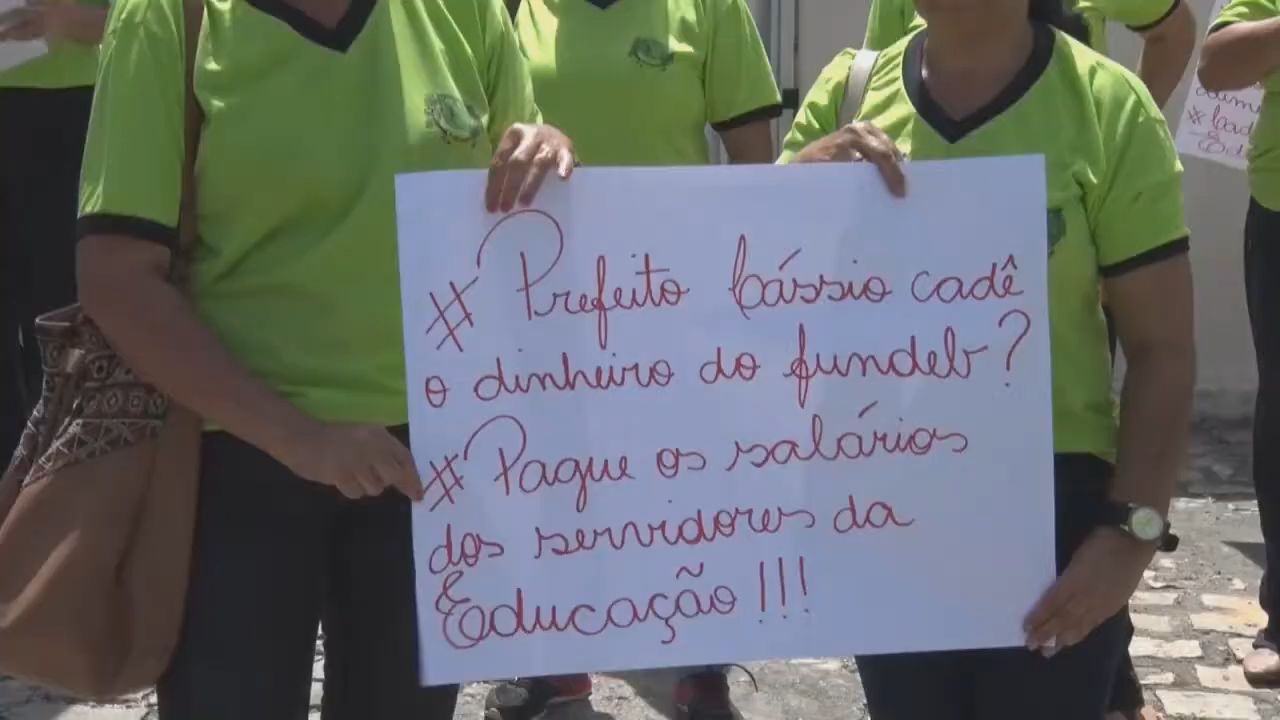 # Prefeito Cássio cadê
o dinheiro do fundeb?
# Pague os salários
dos servidores da
Educação!!!